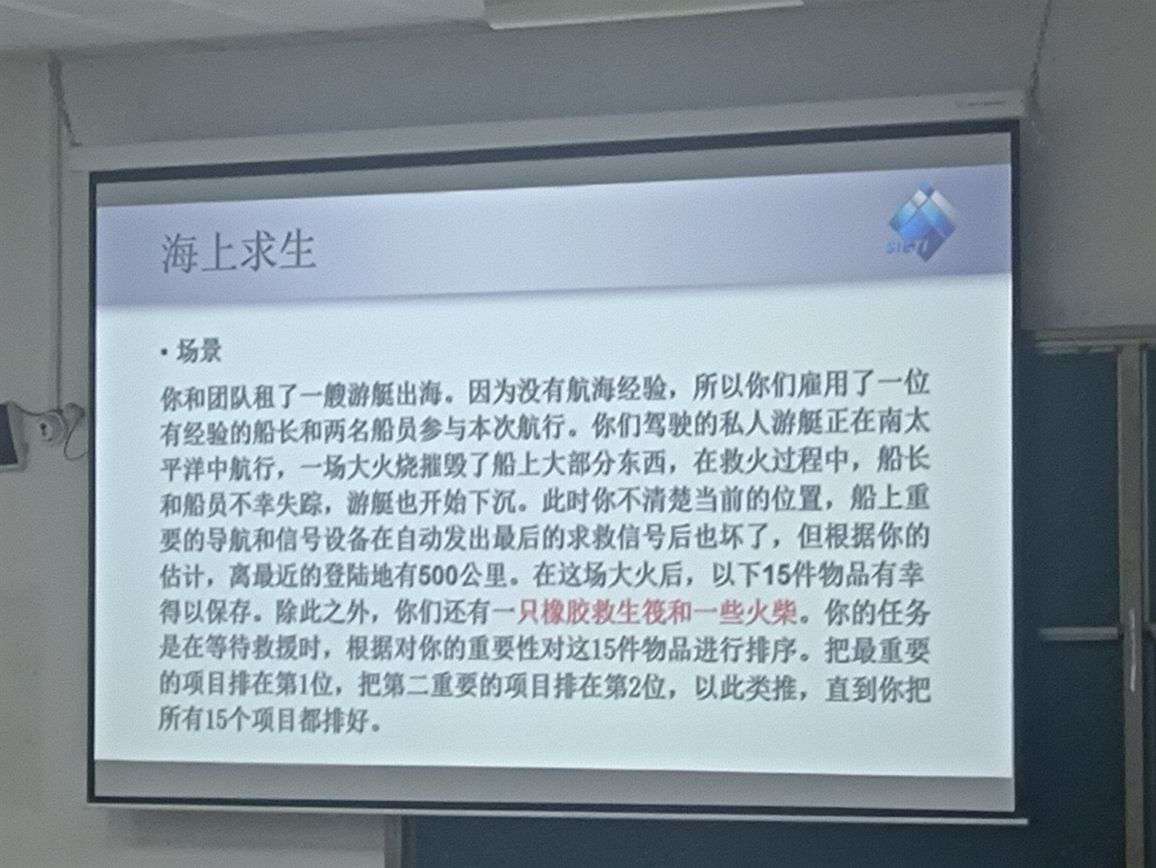 海上求生
• 场景
你和团队租了一艘游艇出海。因为没有航海经验，所以你们雇用了一位
有经验的船长和两名船员参与本次航行。你们驾驶的私人游艇正在南太
平洋中航行，一场大火烧摧毁了船上大部分东西，在救火过程中，船长
和船员不幸失踪，游艇也开始下沉。此时你不清楚当前的位置，船上重
要的导航和信号设备在自动发出最后的求救信号后也坏了，但根据你的
估计，离最近的登陆地有500公里。在这场大火后，以下15件物品有幸
得以保存。除此之外，你们还有一只橡胶救生筏和一些火柴。你的任务
是在等待救援时，根据对你的重要性对这15件物品进行排序。把最重要
的项目排在第1位，把第二重要的项目排在第2位，以此类推，直到你把
所有15个项目都排好。